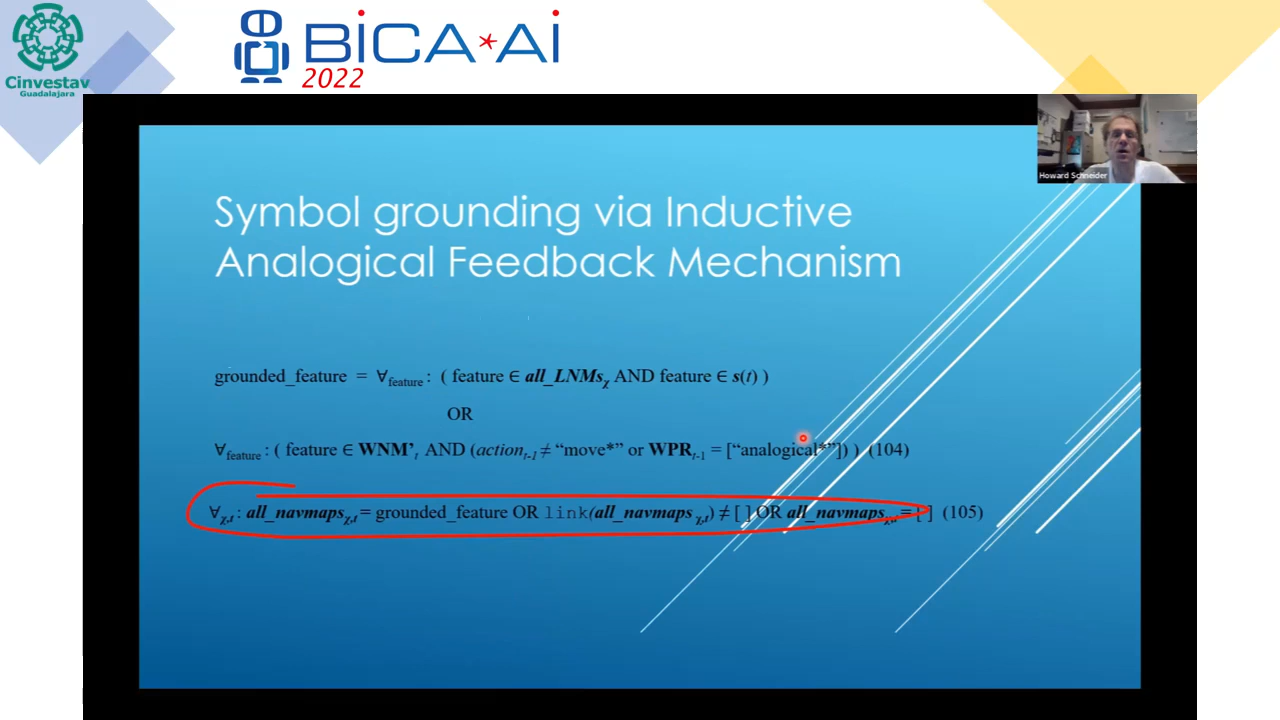 Cinvestav
Guadalajara
BiCA*Ai
2022
Howard Schneider
Symbol grounding via Inductive
Analogical Feedback Mechanism
grounded_feature = ∀feature : ( feature ∈ all_LNMsχ AND feature ∈ s(t) )
OR
∀feature : ( feature ∈ WNM’t AND (actiont-1 ≠ “move*” or WPRt-1 = [“analogical*”]) ) (104)
∀χ,t : all_navmapsχ,t = grounded_feature OR link(all_navmaps χ,t) ≠ [ ] OR all_navmapsχ,t = [ ] (105)